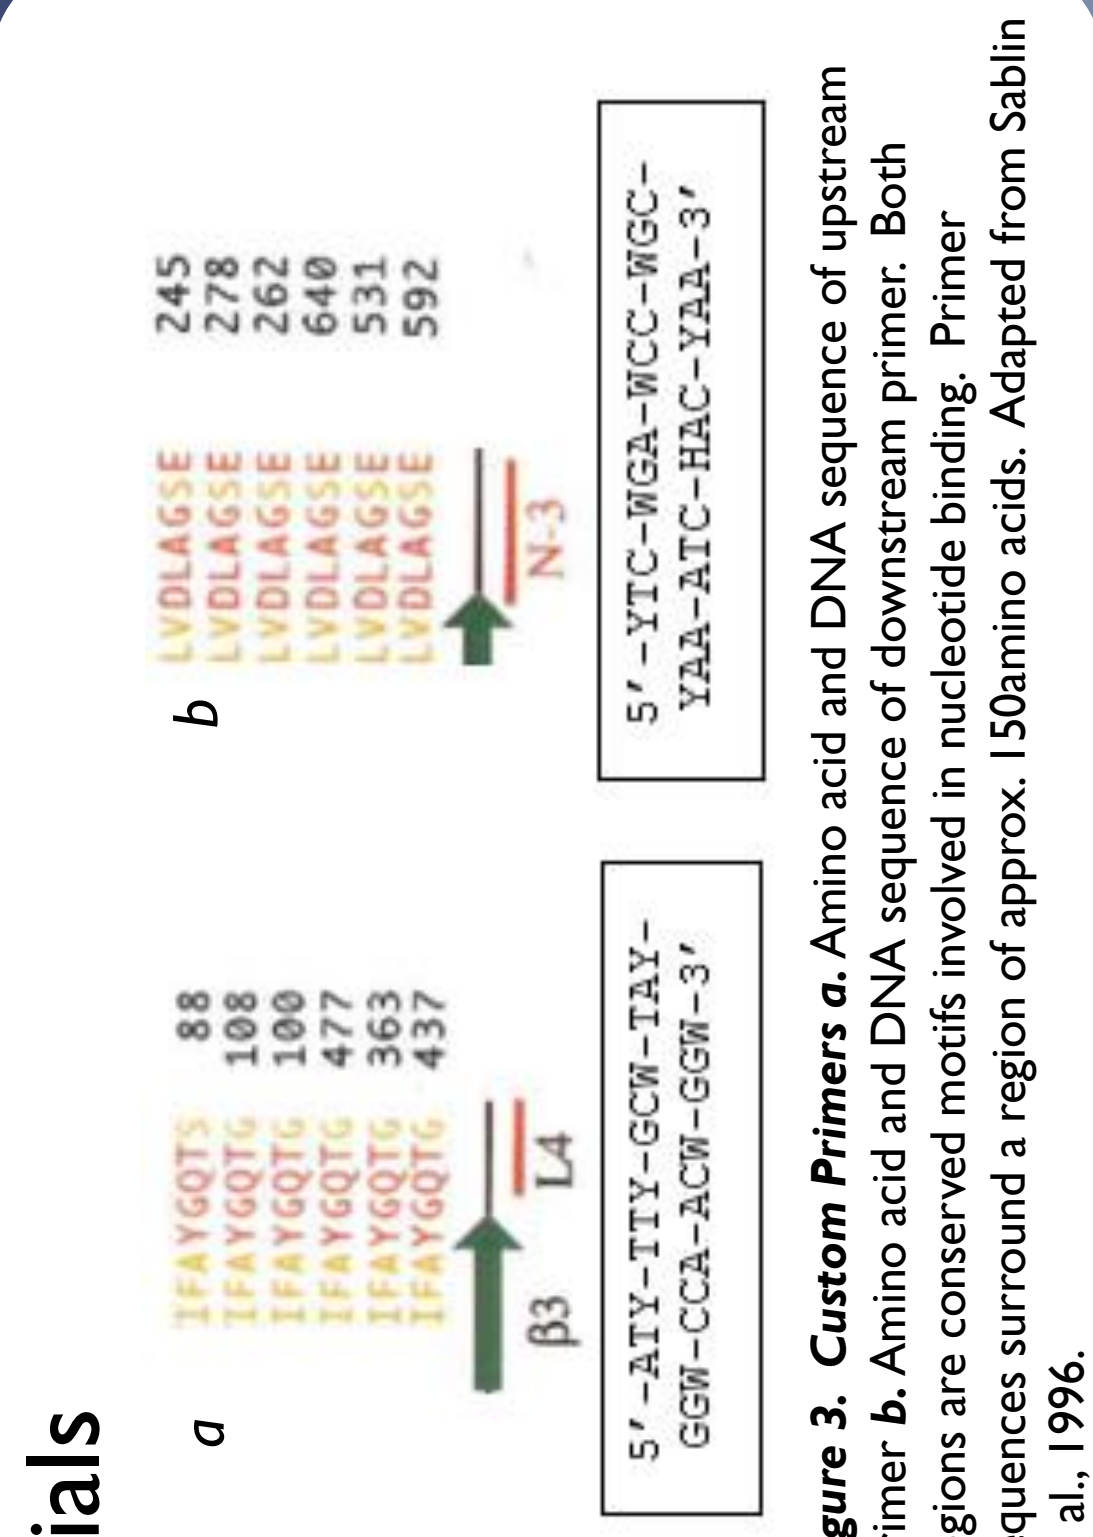 ials
a
IFAYGQTS 88
IFAYGQTG 108
IFAYGQTG 100
IFAYGQTG 477
IFAYGQTG 363
IFAYGQTG 437
β3 L4
5’-ATY-TTY-GCW-TAY-
GGW-CCA-ACW-GGW-3’
b
LVDLAGSE 245
LVDLAGSE 278
LVDLAGSE 262
LVDLAGSE 640
LVDLAGSE 531
LVDLAGSE 592
N-3
5’-YTC-WGA-WCC-WGC-
YAA-ATC-HAC-YAA-3’
gure 3. Custom Primers a. Amino acid and DNA sequence of upstream
rimer b. Amino acid and DNA sequence of downstream primer. Both
gions are conserved motifs involved in nucleotide binding. Primer
quences surround a region of approx. 150amino acids. Adapted from Sablin
al., 1996.